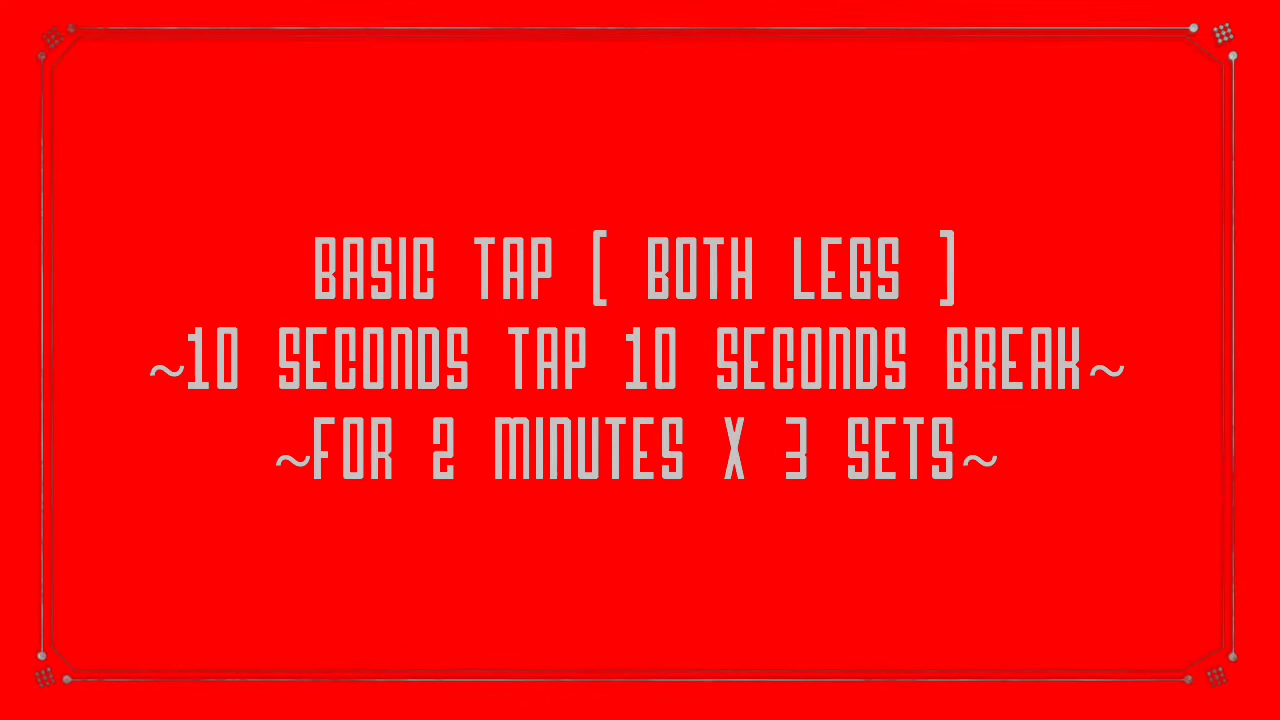 BASIC TAP [ BOTH LEGS ]
~10 SECONDS TAP 10 SECONDS BREAK~
~FOR 2 MINUTES X 3 SETS~